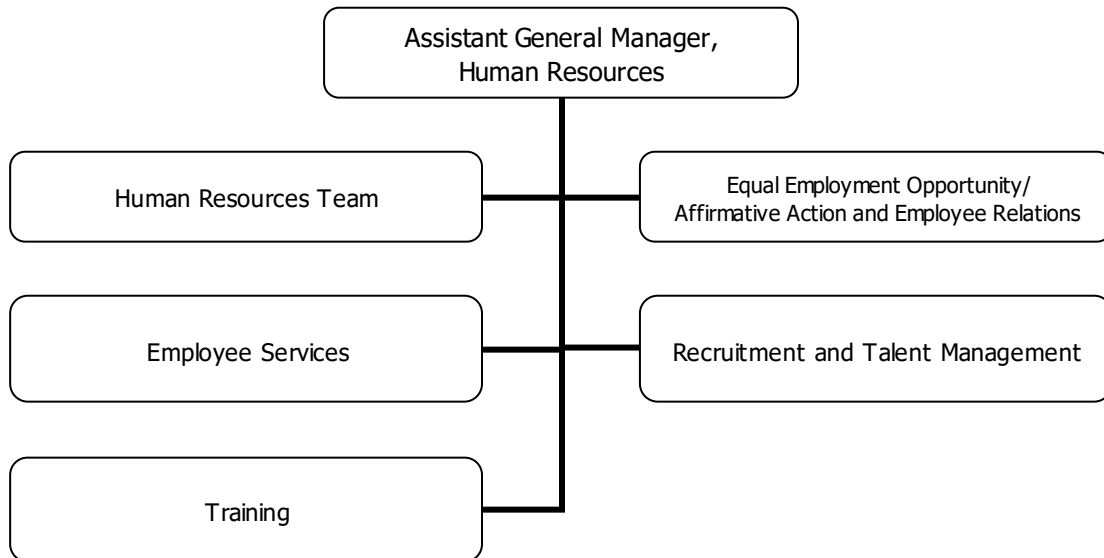 Assistant General Manager,
Human Resources
Human Resources Team
Equal Employment Opportunity/
Affirmative Action and Employee Relations
Employee Services
Recruitment and Talent Management
Training